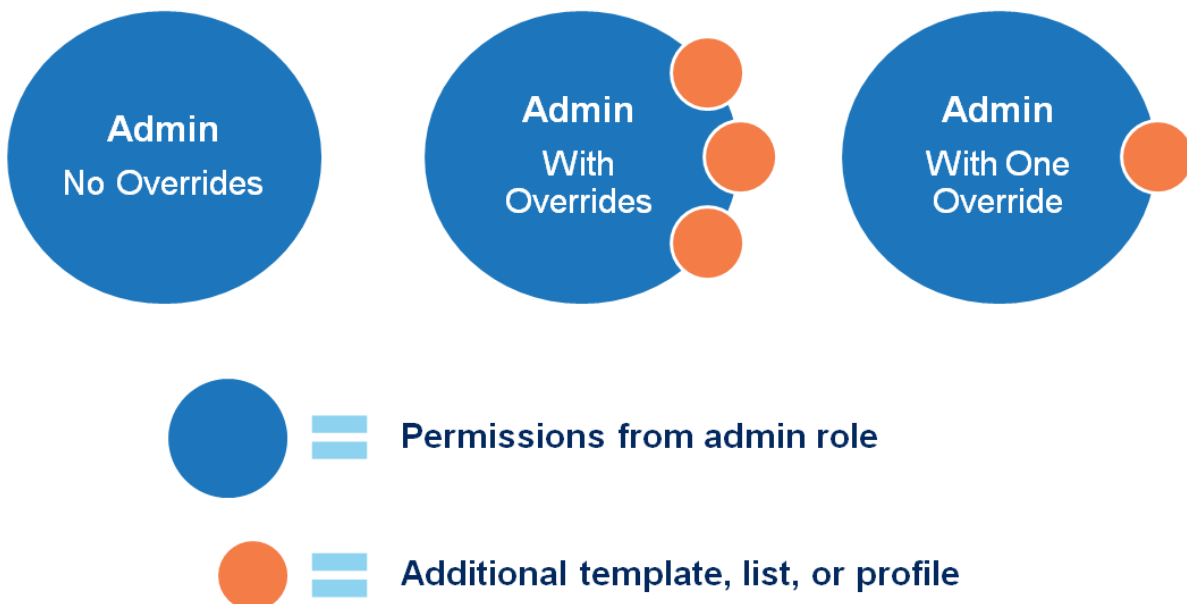 Admin
No Overrides
Admin
With
Overrides
Admin
With One
Override
Permissions from admin role
Additional template, list, or profile